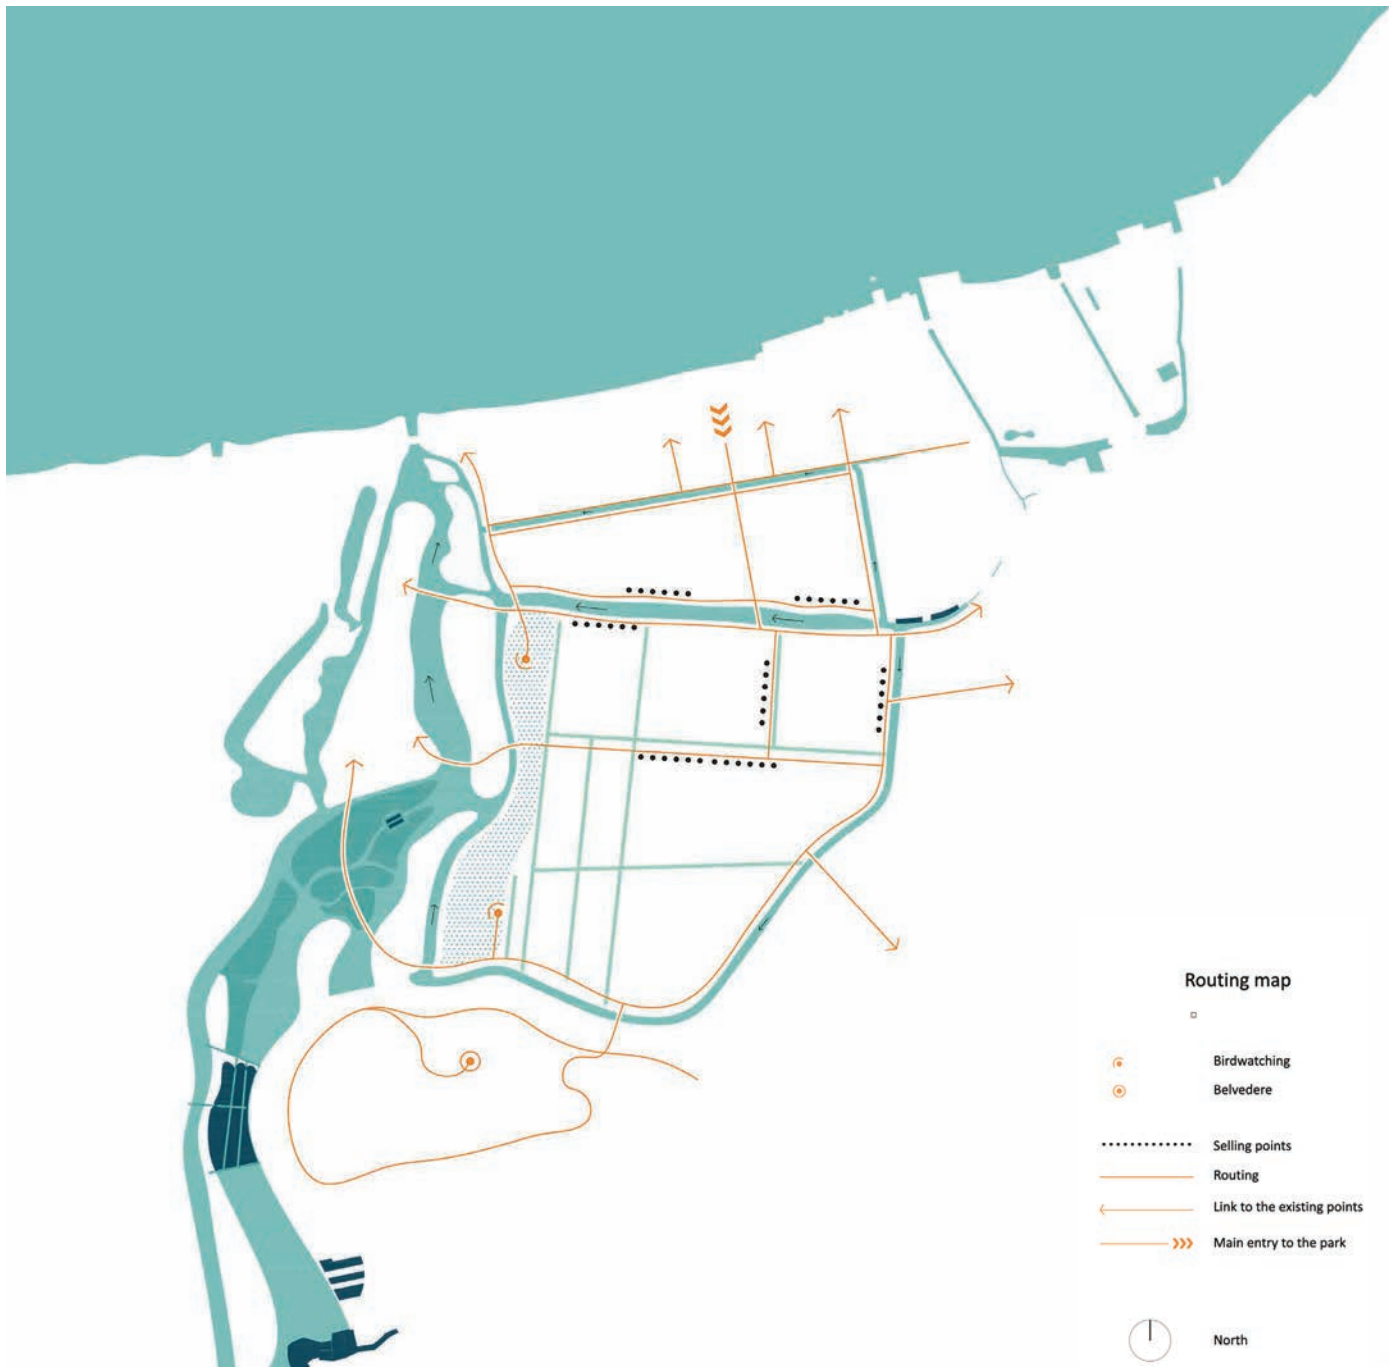 Routing map
Birdwatching
Belvedere
Selling points
Routing
Link to the existing points
Main entry to the park
North